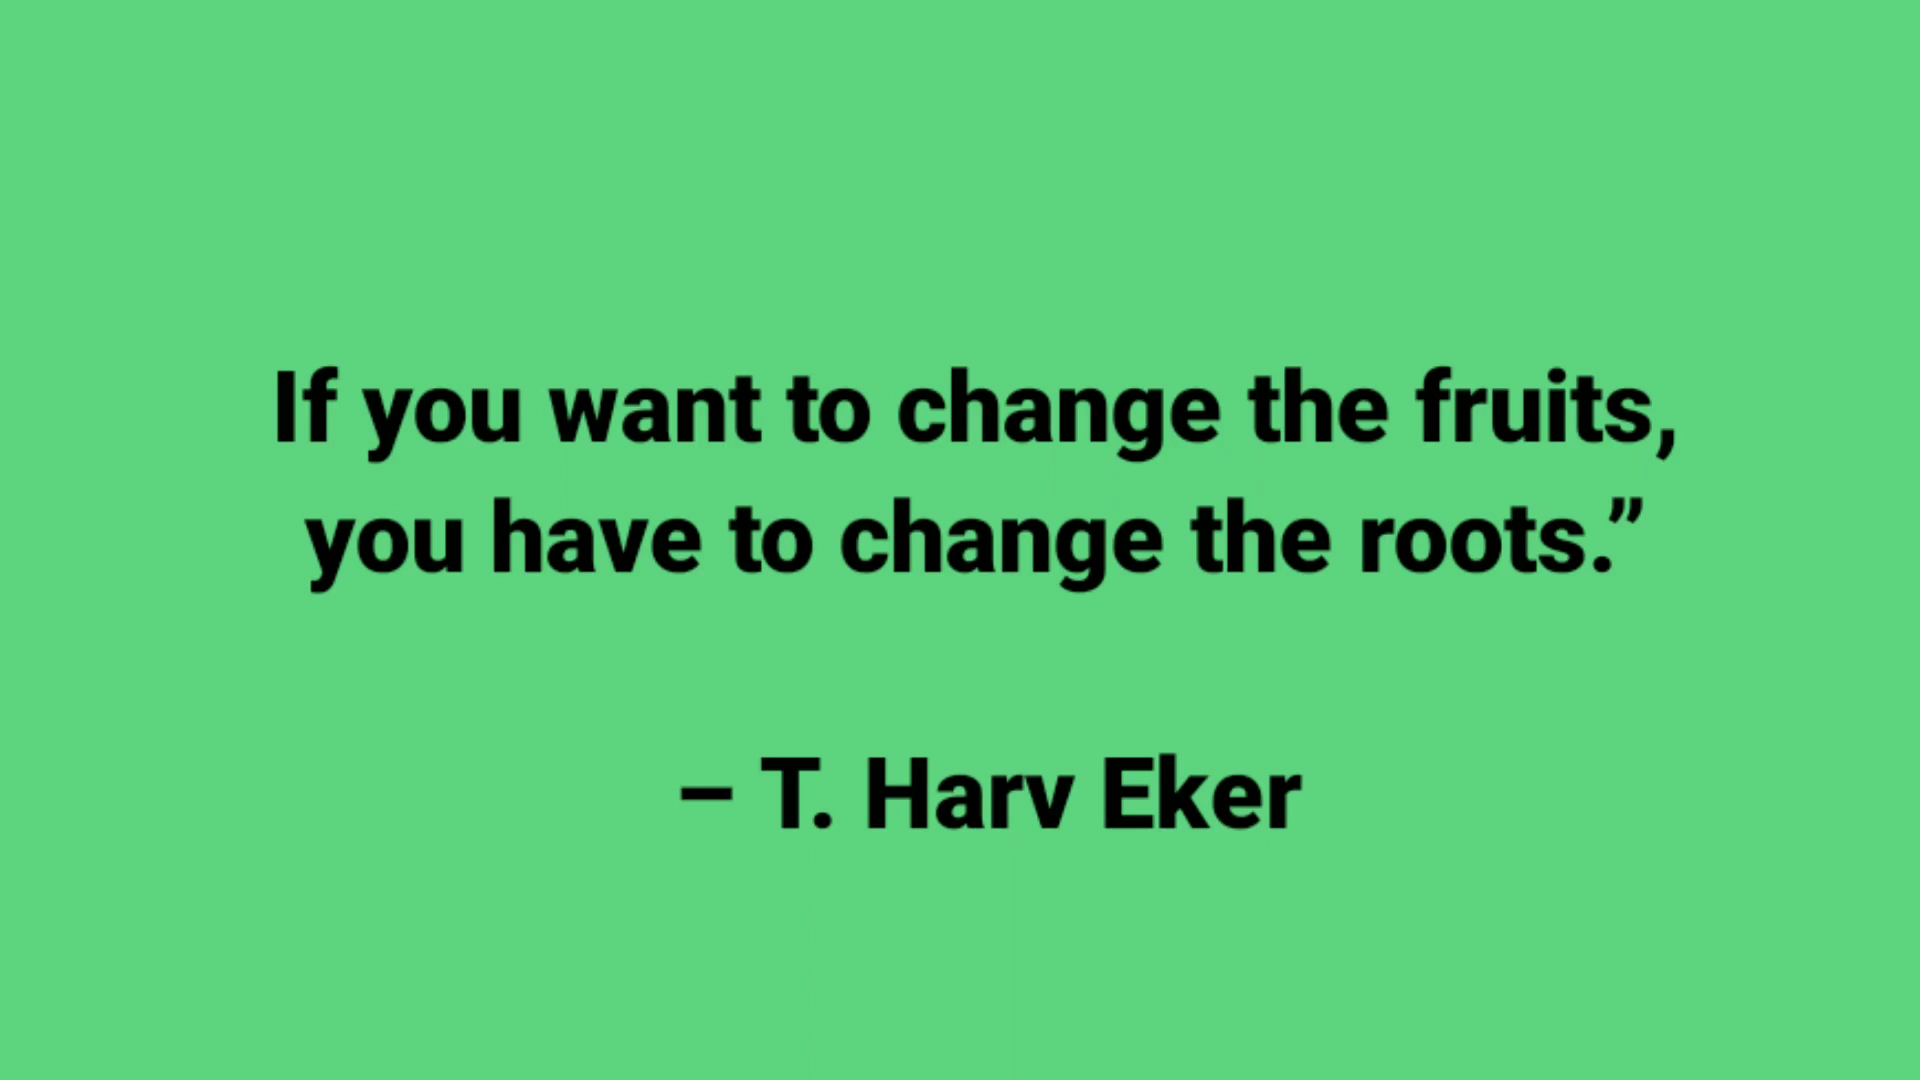 If you want to change the fruits,
you have to change the roots.”
– T. Harv Eker